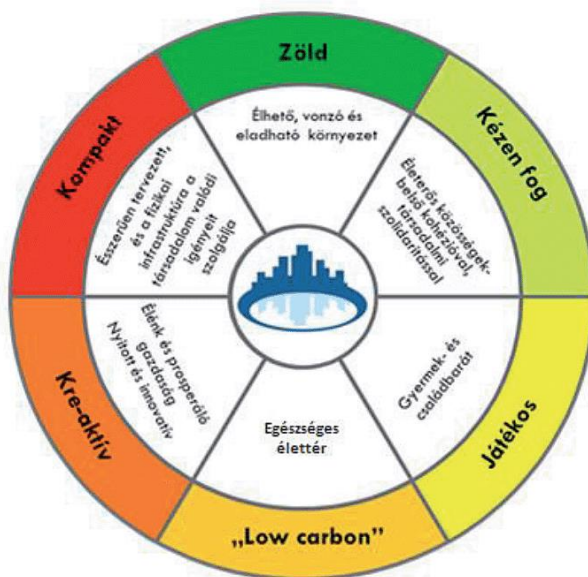 Zöld
Élhető, vonzó és
eladható környezet
Kézen fog
Életerős közösségek-
belső kohézióval,
társadalmi
szolidaritással
Játékos
Gyermek- és
családbarát
„Low carbon”
Egészséges
élettér
Kre-aktív
Élénk és prosperáló
gazdaság
Nyitott és innovatív
Kompakt
Ésszerűen tervezett,
és a fizikai
infrastruktúra a
társadalom valódi
igényeit
szolgálja